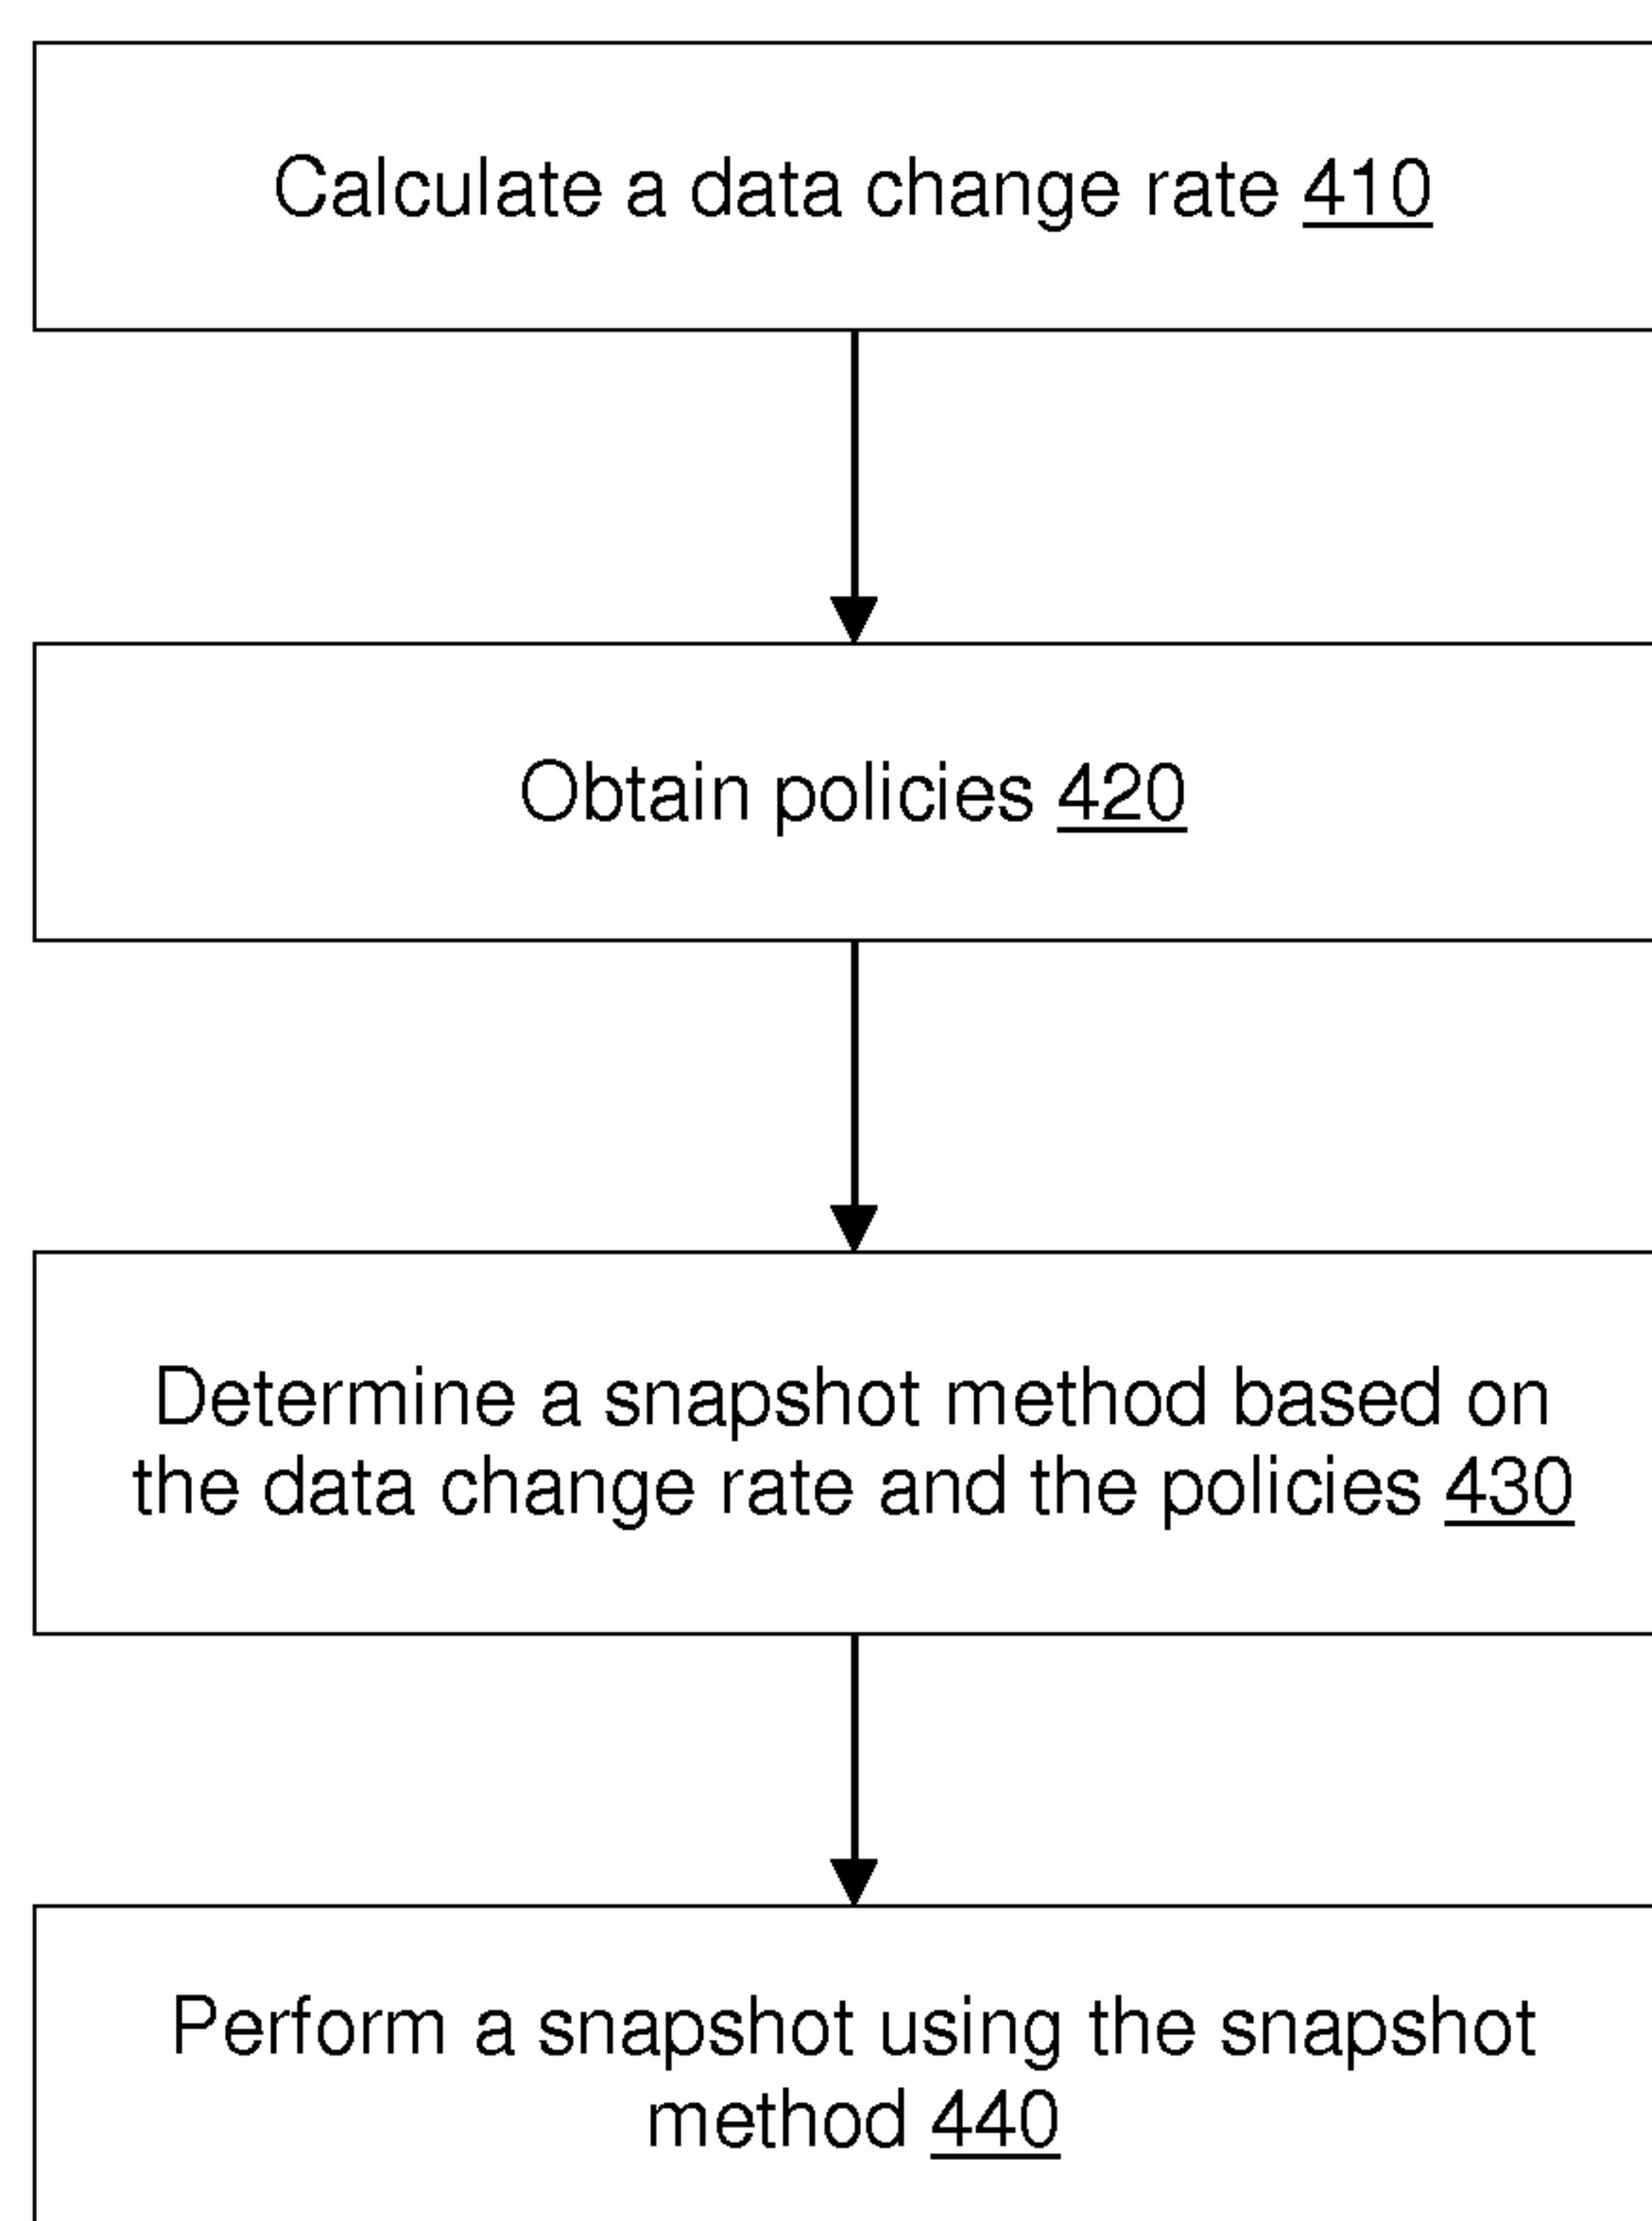 Calculate a data change rate 410
Obtain policies 420
Determine a snapshot method based on
the data change rate and the policies 430
Perform a snapshot using the snapshot
method 440